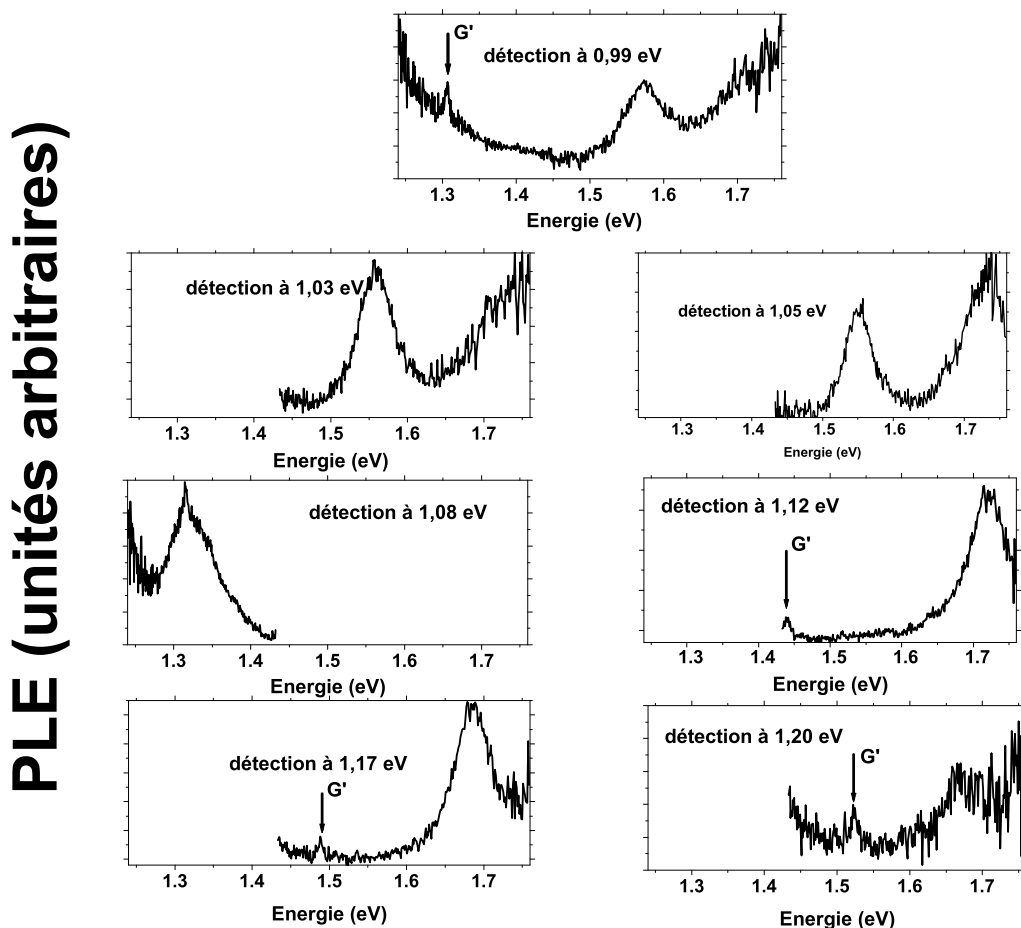 PLE (unités arbitraires)
G'
détection à 0,99 eV
1.3 1.4 1.5 1.6 1.7
Energie (eV)
détection à 1,03 eV
1.3 1.4 1.5 1.6 1.7
Energie (eV)
détection à 1,05 eV
1.3 1.4 1.5 1.6 1.7
Energie (eV)
détection à 1,08 eV
1.3 1.4 1.5 1.6 1.7
Energie (eV)
détection à 1,12 eV
G'
1.3 1.4 1.5 1.6 1.7
Energie (eV)
détection à 1,17 eV
G'
1.3 1.4 1.5 1.6 1.7
Energie (eV)
détection à 1,20 eV
G'
1.3 1.4 1.5 1.6 1.7
Energie (eV)